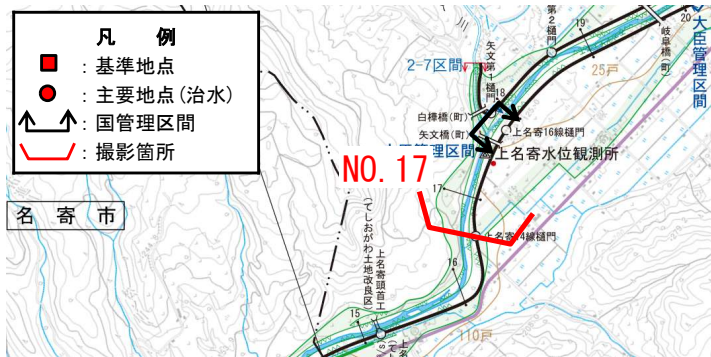 凡 例
：基準地点
：主要地点(治水)
：国管理区間
：撮影箇所
名寄市
NO.17
2-7区間
矢文第1樋門
第2樋門
19
20
岐阜橋(町)
大臣管理区間
25戸
18
白樺橋(町)
矢文橋(町)
上名寄16線樋門
管理区間
上名寄水位観測所
17
上名寄14線樋門
16
15
上名寄頭首工
(てしおがわ土地改良区)
110戸
川